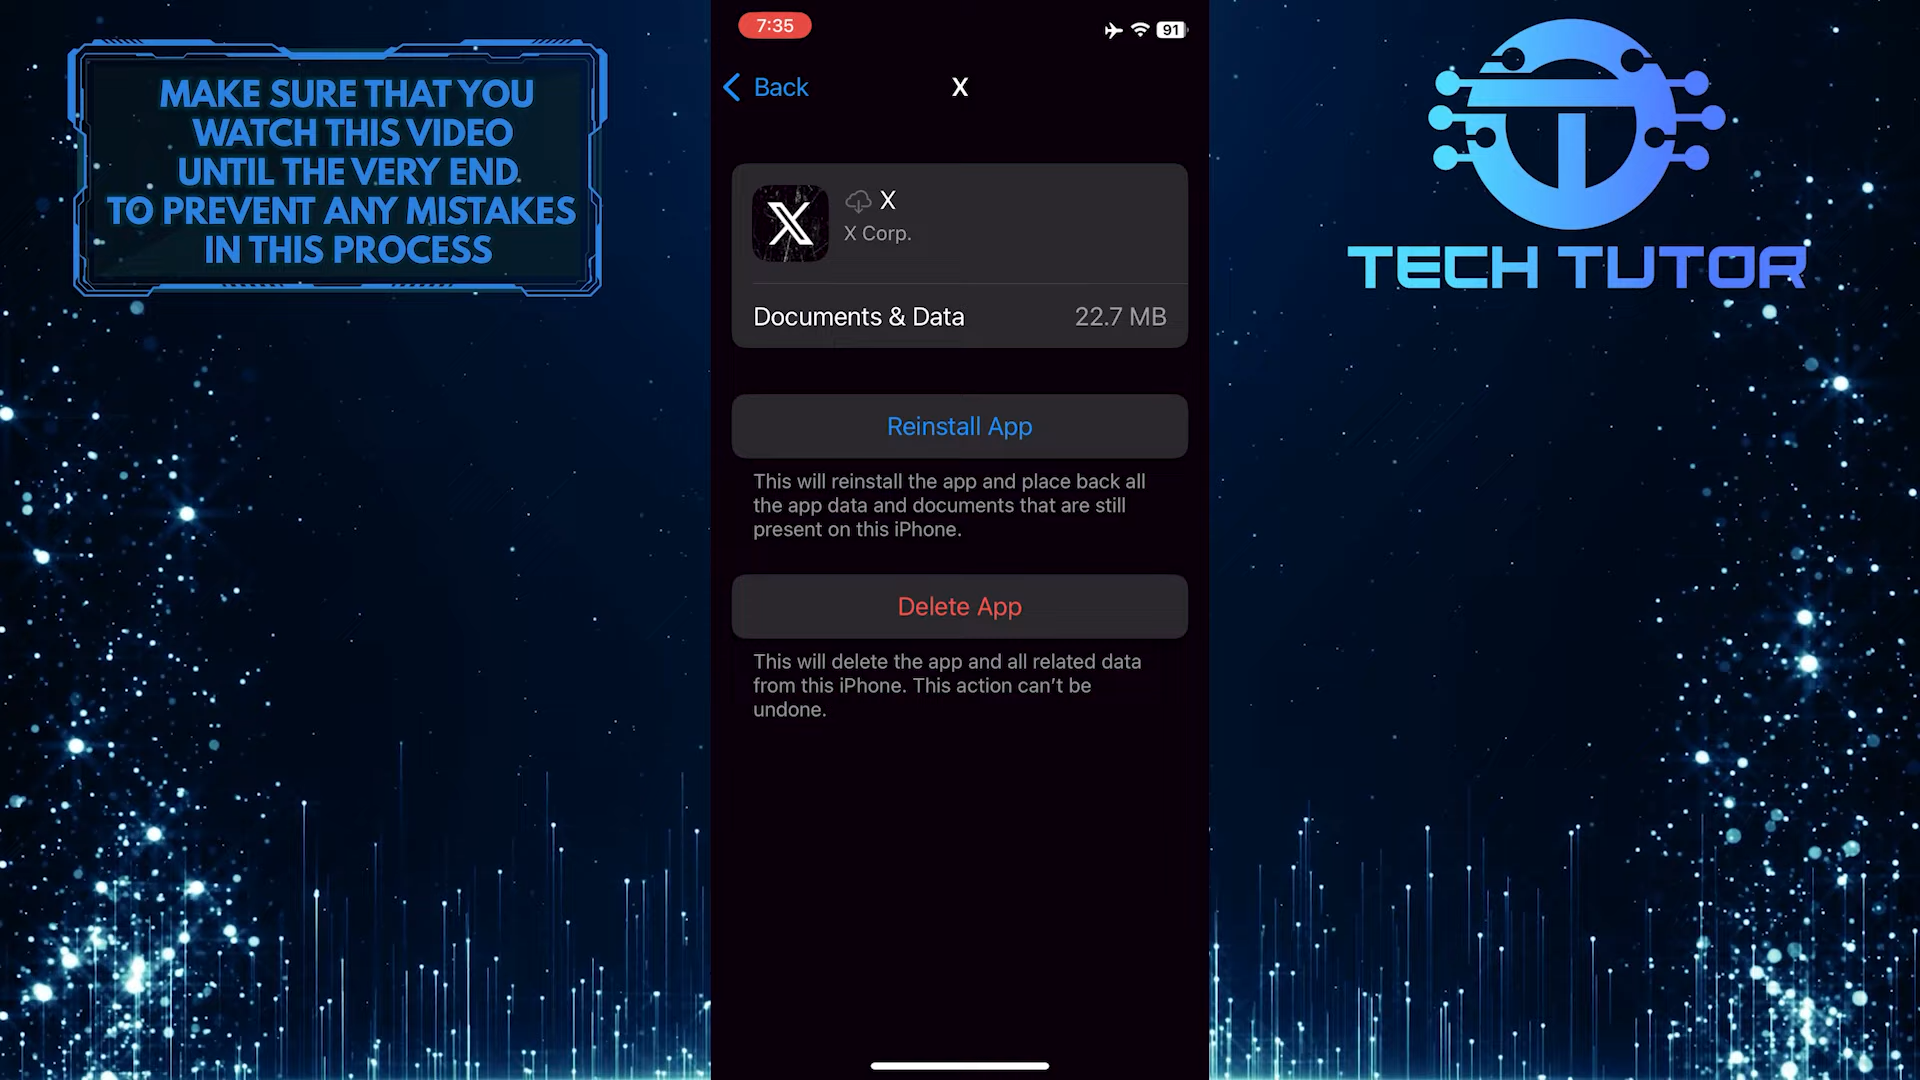 MAKE SURE THAT YOU
WATCH THIS VIDEO
UNTIL THE VERY END
TO PREVENT ANY MISTAKES
IN THIS PROCESS
7:35
91
Back
X
X
X Corp.
Documents & Data 22.7 MB
Reinstall App
This will reinstall the app and place back all
the app data and documents that are still
present on this iPhone.
Delete App
This will delete the app and all related data
from this iPhone. This action can’t be
undone.
TECH TUTOR